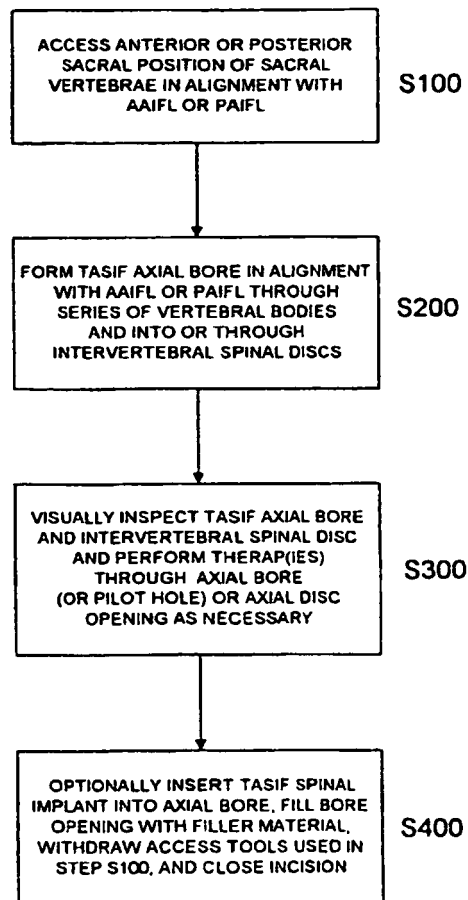 ACCESS ANTERIOR OR POSTERIOR
SACRAL POSITION OF SACRAL
VERTEBRAE IN ALIGNMENT WITH
AAIFL OR PAIFL
S100
FORM TASIF AXIAL BORE IN ALIGNMENT
WITH AAIFL OR PAIFL THROUGH
SERIES OF VERTEBRAL BODIES
AND INTO OR THROUGH
INTERVERTEBRAL SPINAL DISCS
S200
VISUALLY INSPECT TASIF AXIAL BORE
AND INTERVERTEBRAL SPINAL DISC
AND PERFORM THERAP(IES)
THROUGH AXIAL BORE
(OR PILOT HOLE) OR AXIAL DISC
OPENING AS NECESSARY
S300
OPTIONALLY INSERT TASIF SPINAL
IMPLANT INTO AXIAL BORE, FILL BORE
OPENING WITH FILLER MATERIAL,
WITHDRAW ACCESS TOOLS USED IN
STEP S100, AND CLOSE INCISION
S400